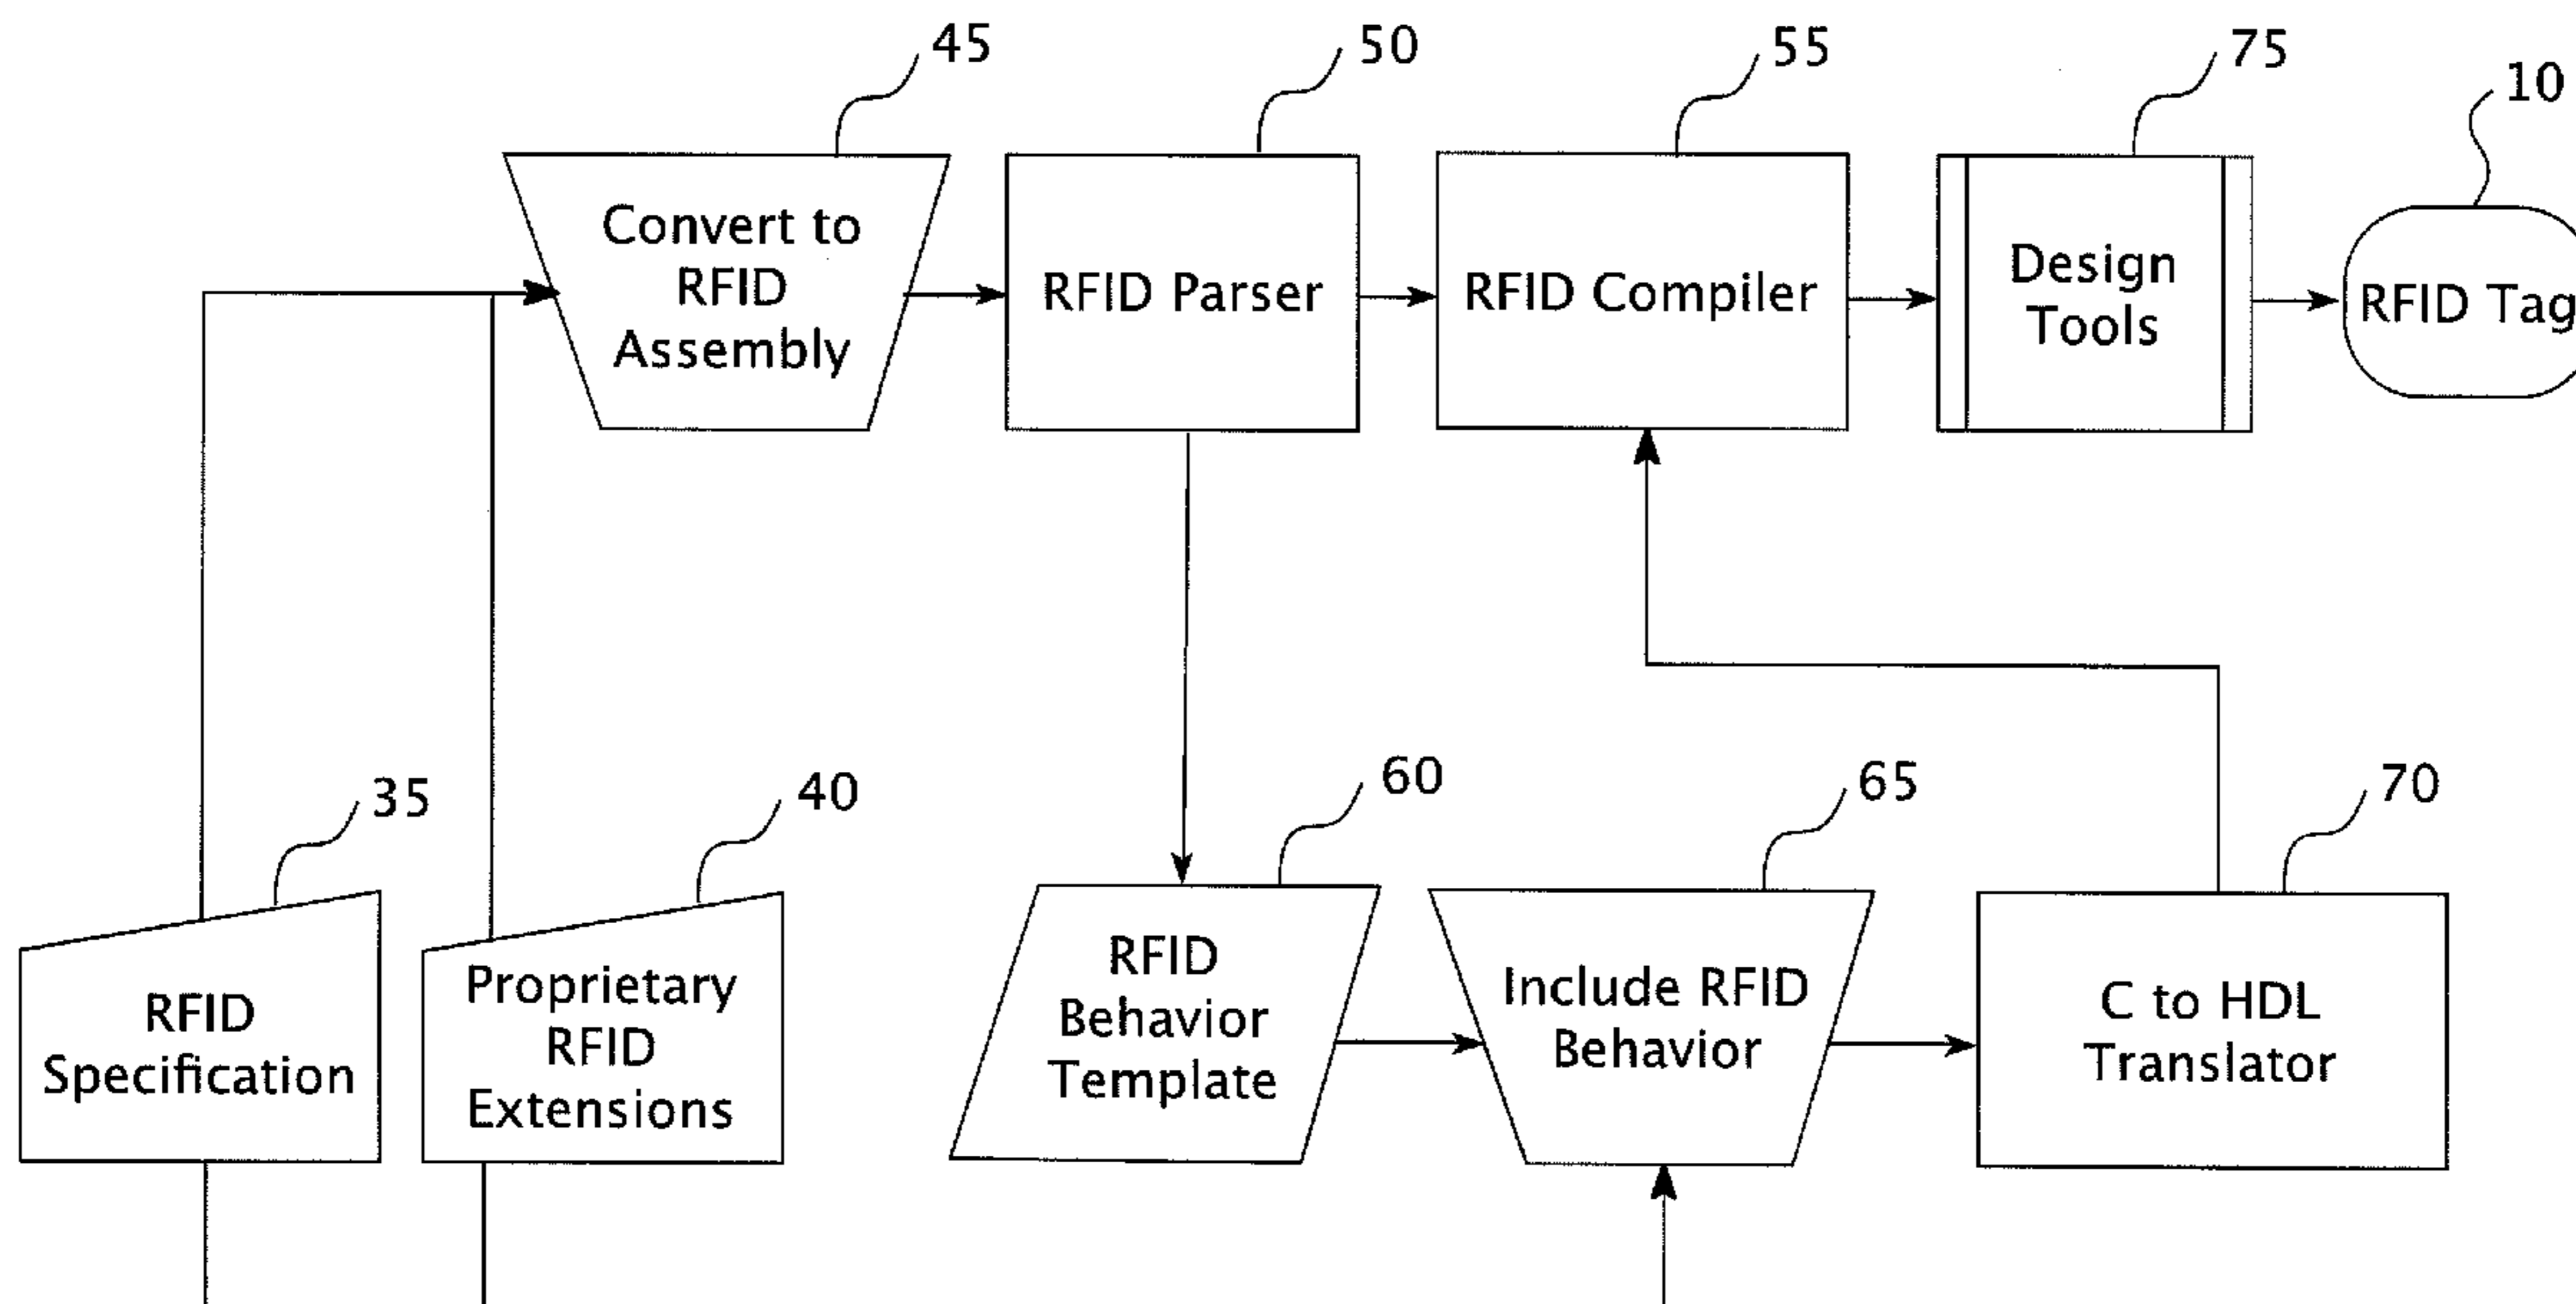 45
50
55
75
10
Convert to
RFID
Assembly
RFID Parser
RFID Compiler
Design
Tools
RFID Tag
35
40
60
65
70
RFID
Specification
Proprietary
RFID
Extensions
RFID
Behavior
Template
Include RFID
Behavior
C to HDL
Translator